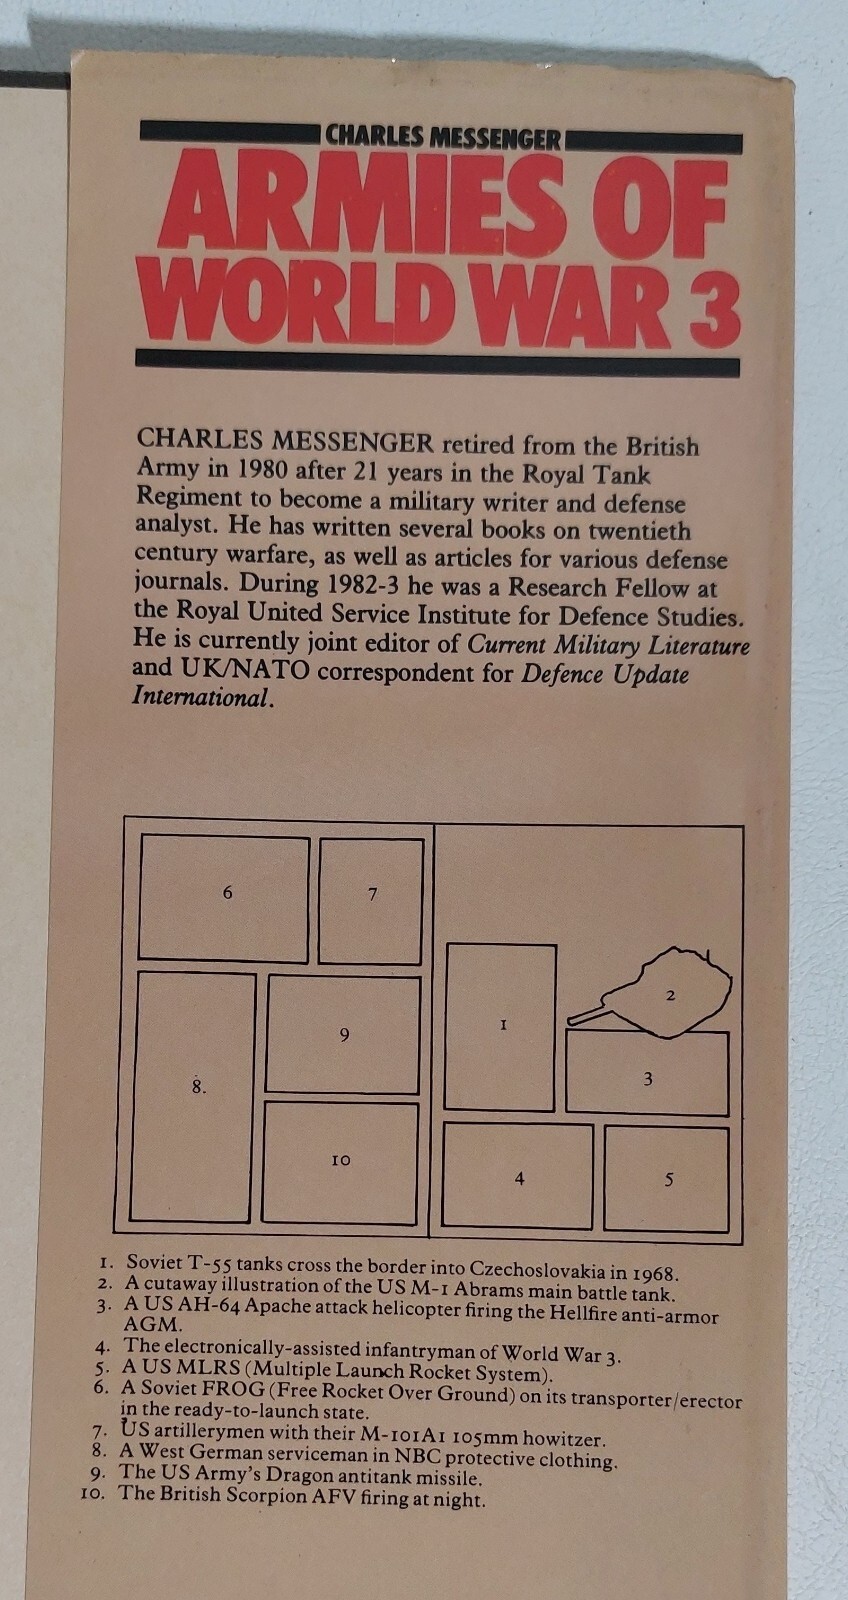 CHARLES MESSENGER
ARMIES OF
WORLD WAR 3
CHARLES MESSENGER retired from the British
Army in 1980 after 21 years in the Royal Tank
Regiment to become a military writer and defense
analyst. He has written several books on twentieth
century warfare, as well as articles for various defense
journals. During 1982-3 he was a Research Fellow at
the Royal United Service Institute for Defence Studies.
He is currently joint editor of Current Military Literature
and UK/NATO correspondent for Defence Update
International.
6
7
8.
9
10
1
2
3
4
5
1. Soviet T-55 tanks cross the border into Czechoslovakia in 1968.
2. A cutaway illustration of the US M-1 Abrams main battle tank.
3. A US AH-64 Apache attack helicopter firing the Hellfire anti-armor
AGM.
4. The electronically-assisted infantryman of World War 3.
5. A US MLRS (Multiple Launch Rocket System).
6. A Soviet FROG (Free Rocket Over Ground) on its transporter/erector
in the ready-to-launch state.
7. US artillerymen with their M-101A1 105mm howitzer.
8. A West German serviceman in NBC protective clothing.
9. The US Army's Dragon antitank missile.
10. The British Scorpion AFV firing at night.